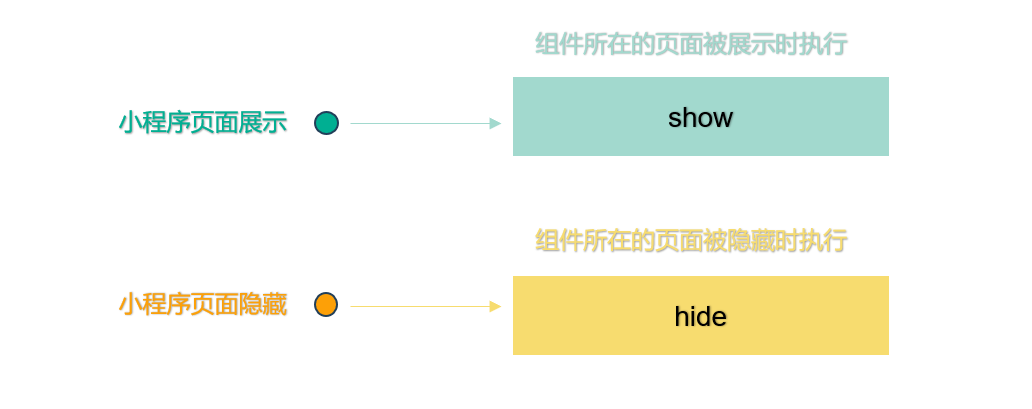 组件所在的页面被展示时执行
小程序页面展示
show
组件所在的页面被隐藏时执行
小程序页面隐藏
hide